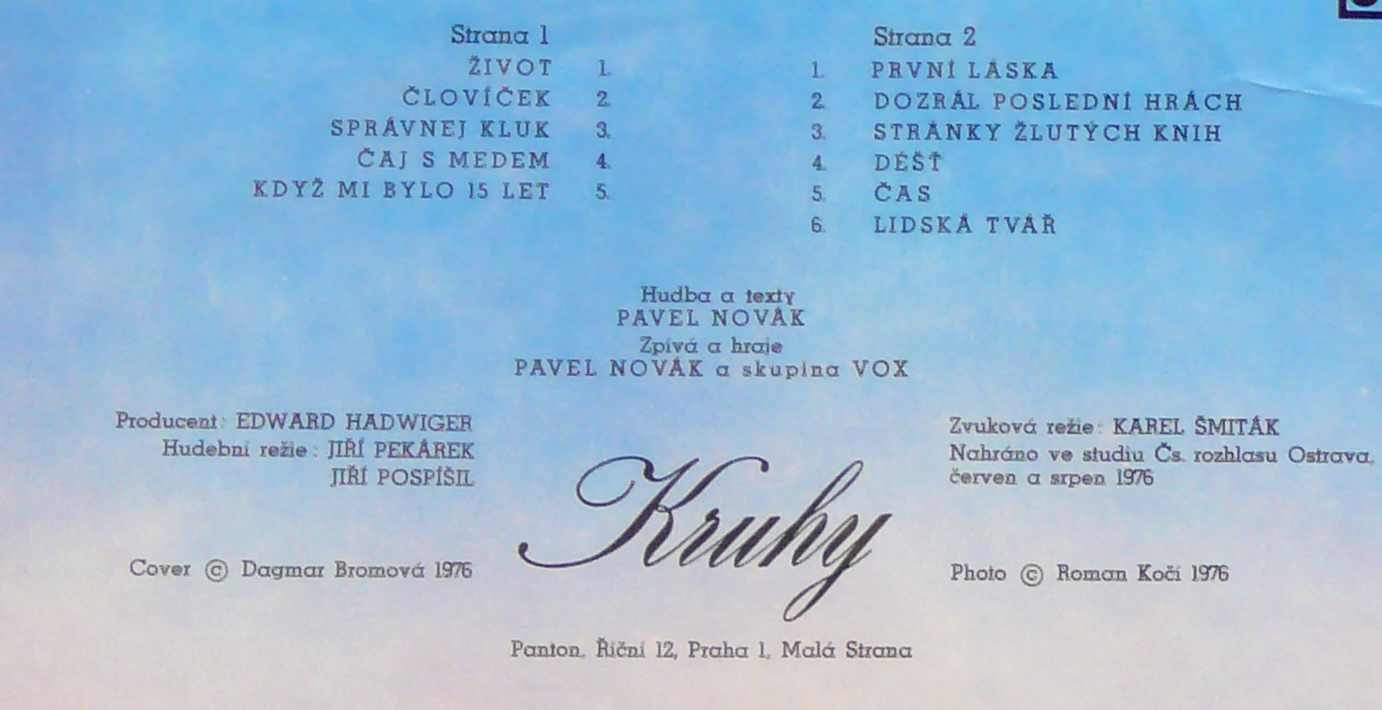 Strana 1
ŽIVOT 1.
ČLOVÍČEK 2.
SPRÁVNEJ KLUK 3.
ČAJ S MEDEM 4.
KDYŽ MI BYLO 15 LET 5.
Strana 2
1. PRVNÍ LÁSKA
2. DOZRÁL POSLEDNÍ HRÁCH
3. STRÁNKY ŽLUTÝCH KNIH
4. DÉŠŤ
5. ČAS
6. LIDSKÁ TVÁŘ
Hudba a texty
PAVEL NOVÁK
Zpívá a hraje
PAVEL NOVÁK a skupina VOX
Producent: EDWARD HADWIGER
Hudební režie: JIŘÍ PEKÁREK
JIŘÍ POSPÍŠIL
Zvuková režie: KAREL ŠMITÁK
Nahráno ve studiu Čs. rozhlasu Ostrava,
červen a srpen 1976
Kruhy
Cover © Dagmar Bromová 1976
Photo © Roman Kočí 1976
Panton, Říční 12, Praha 1, Malá Strana